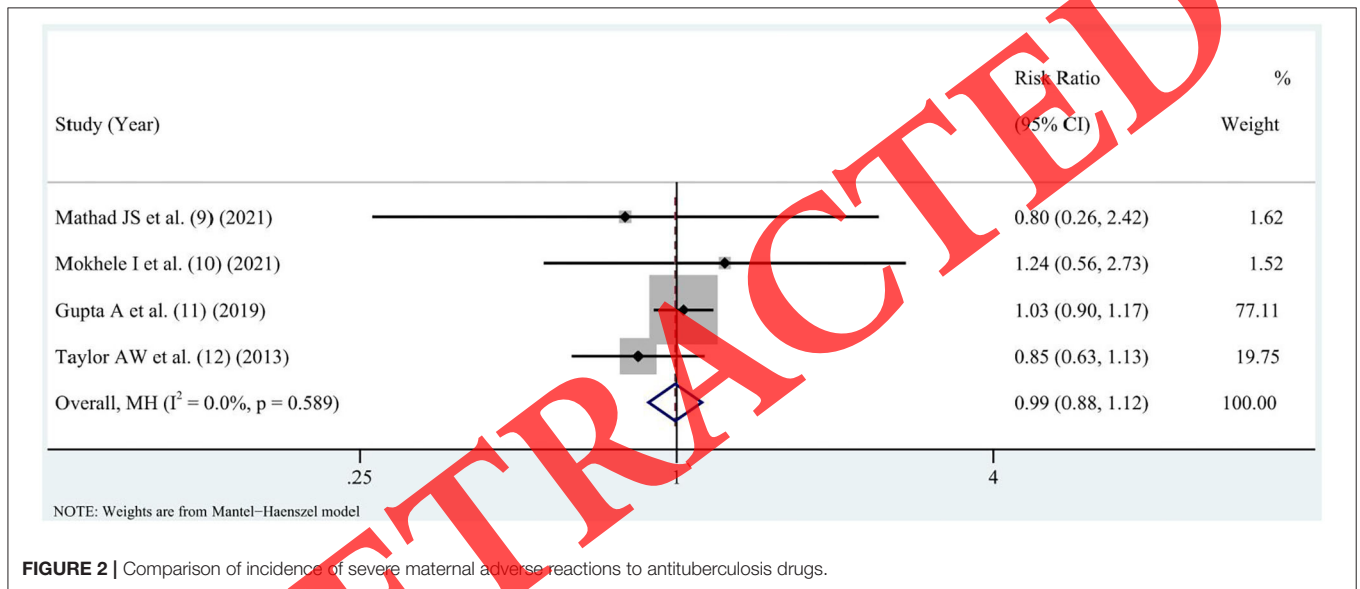 Risk Ratio %
Study (Year) (95% CI) Weight
Mathad JS et al. (9) (2021) 0.80 (0.26, 2.42) 1.62
Mokhele I et al. (10) (2021) 1.24 (0.56, 2.73) 1.52
Gupta A et al. (11) (2019) 1.03 (0.90, 1.17) 77.11
Taylor AW et al. (12) (2013) 0.85 (0.63, 1.13) 19.75
Overall, MH (I² = 0.0%, p = 0.589) 0.99 (0.88, 1.12) 100.00
.25 1 4
NOTE: Weights are from Mantel−Haenszel model
FIGURE 2 | Comparison of incidence of severe maternal adverse reactions to antituberculosis drugs.
ETRACTED